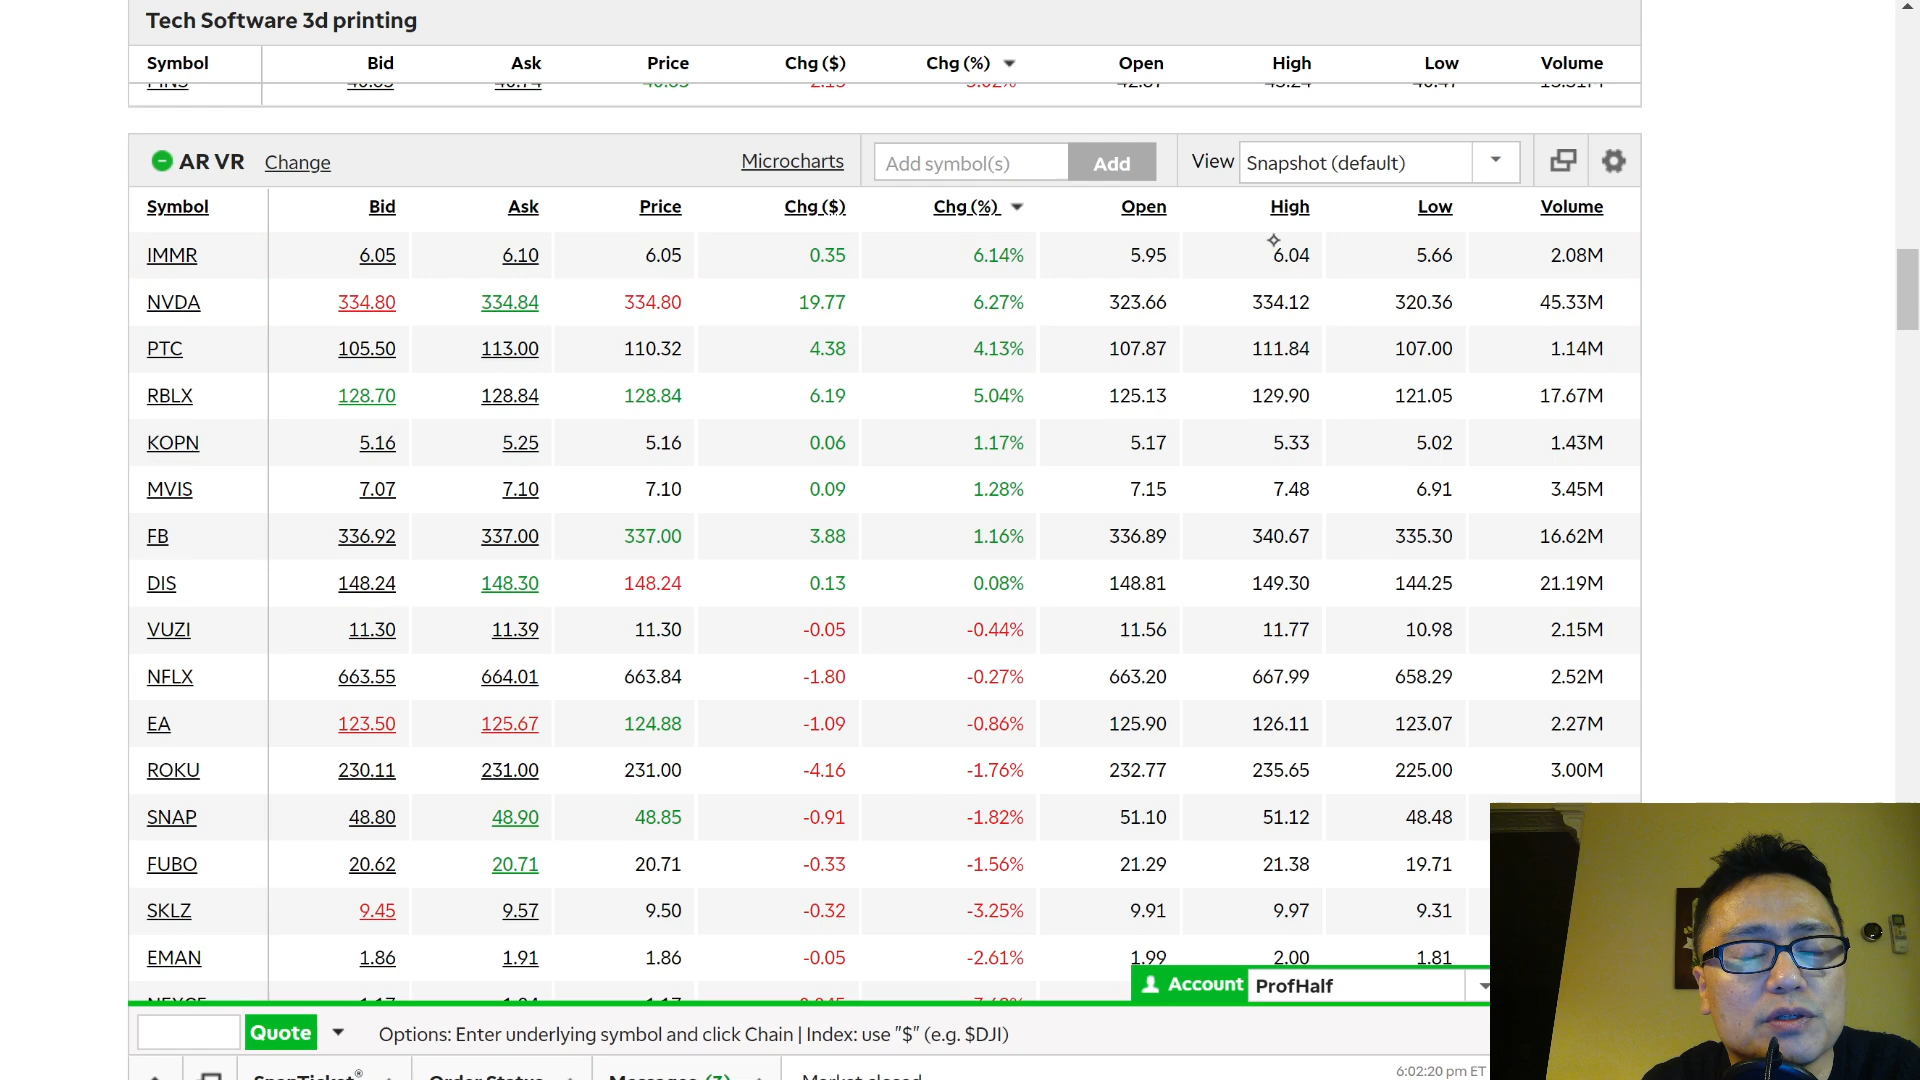 Tech Software 3d printing
Symbol Bid Ask Price Chg ($) Chg (%) Open High Low Volume
AR VR Change Microcharts Add symbol(s) Add View Snapshot (default)
Symbol Bid Ask Price Chg ($) Chg (%) Open High Low Volume
IMMR 6.05 6.10 6.05 0.35 6.14% 5.95 6.04 5.66 2.08M
NVDA 334.80 334.84 334.80 19.77 6.27% 323.66 334.12 320.36 45.33M
PTC 105.50 113.00 110.32 4.38 4.13% 107.87 111.84 107.00 1.14M
RBLX 128.70 128.84 128.84 6.19 5.04% 125.13 129.90 121.05 17.67M
KOPN 5.16 5.25 5.16 0.06 1.17% 5.17 5.33 5.02 1.43M
MVIS 7.07 7.10 7.10 0.09 1.28% 7.15 7.48 6.91 3.45M
FB 336.92 337.00 337.00 3.88 1.16% 336.89 340.67 335.30 16.62M
DIS 148.24 148.30 148.24 0.13 0.08% 148.81 149.30 144.25 21.19M
VUZI 11.30 11.39 11.30 -0.05 -0.44% 11.56 11.77 10.98 2.15M
NFLX 663.55 664.01 663.84 -1.80 -0.27% 663.20 667.99 658.29 2.52M
EA 123.50 125.67 124.88 -1.09 -0.86% 125.90 126.11 123.07 2.27M
ROKU 230.11 231.00 231.00 -4.16 -1.76% 232.77 235.65 225.00 3.00M
SNAP 48.80 48.90 48.85 -0.91 -1.82% 51.10 51.12 48.48
FUBO 20.62 20.71 20.71 -0.33 -1.56% 21.29 21.38 19.71
SKLZ 9.45 9.57 9.50 -0.32 -3.25% 9.91 9.97 9.31
EMAN 1.86 1.91 1.86 -0.05 -2.61% 1.99 2.00 1.81
Account ProfHalf
Quote Options: Enter underlying symbol and click Chain | Index: use "$" (e.g. $DJI)
SnapTicket® Order Status Messages (3) Market closed
6:02:20 pm ET